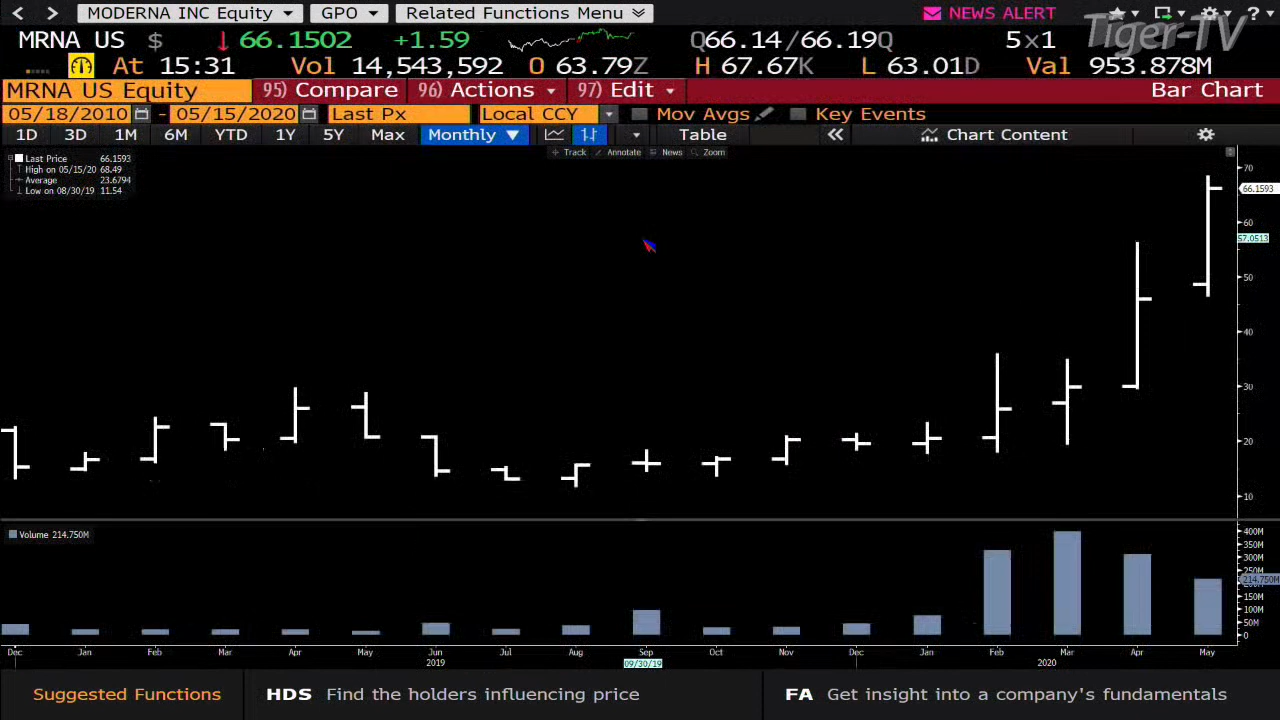 MODERNA INC Equity GPO Related Functions Menu NEWS ALERT ?
Tiger-TV
MRNA US $ 66.1502 +1.59 Q66.14/66.19Q 5x1
At 15:31 Vol 14,543,592 O 63.79Z H 67.67K L 63.01D Val 953.878M
MRNA US Equity 95) Compare 96) Actions 97) Edit Bar Chart
05/18/2010 - 05/15/2020 Last Px Local CCY Mov Avgs Key Events
1D 3D 1M 6M YTD 1Y 5Y Max Monthly ▼ Table Chart Content
Track Annotate News Zoom
Last Price 66.1593
High on 05/15/20 68.49
Average 23.6794
Low on 08/30/19 11.54
70
66.1593
60
57.0513
50
40
30
20
10
Volume 214.750M
400M
350M
300M
250M
214.750M
150M
100M
50M
0
Dec Jan Feb Mar Apr May Jun Jul Aug Sep Oct Nov Dec Jan Feb Mar Apr May
2019 09/30/19 2020
Suggested Functions HDS Find the holders influencing price FA Get insight into a company's fundamentals